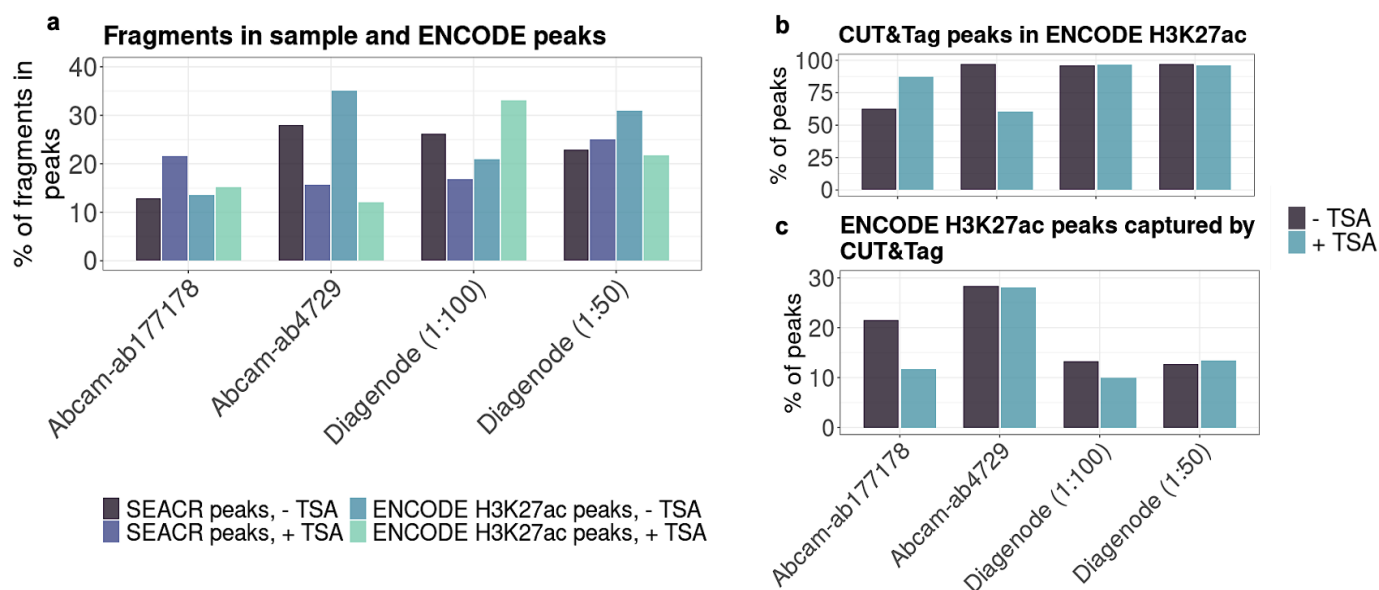 a
Fragments in sample and ENCODE peaks
% of fragments in
peaks
40
30
20
10
0
Abcam-ab177178
Abcam-ab4729
Diagenode (1:100)
Diagenode (1:50)
SEACR peaks, - TSA
ENCODE H3K27ac peaks, - TSA
SEACR peaks, + TSA
ENCODE H3K27ac peaks, + TSA
b
CUT&Tag peaks in ENCODE H3K27ac
% of peaks
100
75
50
25
0
c
ENCODE H3K27ac peaks captured by
CUT&Tag
% of peaks
30
20
10
0
Abcam-ab177178
Abcam-ab4729
Diagenode (1:100)
Diagenode (1:50)
- TSA
+ TSA